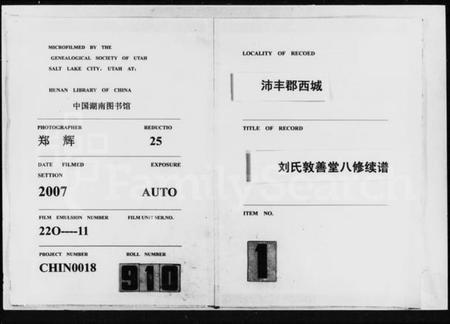 MICROFILMED BY THE
GENEALOGICAL SOCIETY OF UTAH
SALT LAKE CITY, UTAH AT:
HUNAN LIBRARY OF CHINA
中国湖南图书馆
PHOTOGRAPHER REDUCTIO
郑 辉 25
DATE FILMED EXPOSURE
SETTION
2007 AUTO
FILM EMULSION NUMBER FILM UNIT SER.NO.
22O----11
PROJECT NUMBER ROLL NUMBER
CHIN0018 910
LOCALITY OF RECOED
沛丰郡西城
TITLE OF RECORD
刘氏敦善堂八修续谱
ITEM NO.
1
FamilySearch